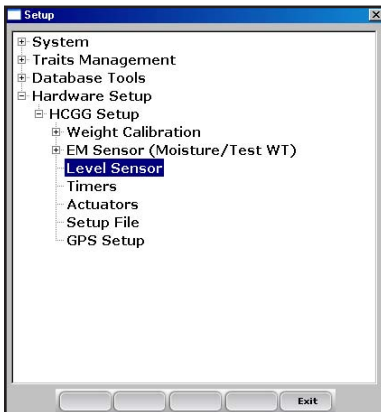 Setup
System
Traits Management
Database Tools
Hardware Setup
HCGG Setup
Weight Calibration
EM Sensor (Moisture/Test WT)
Level Sensor
Timers
Actuators
Setup File
GPS Setup
Exit